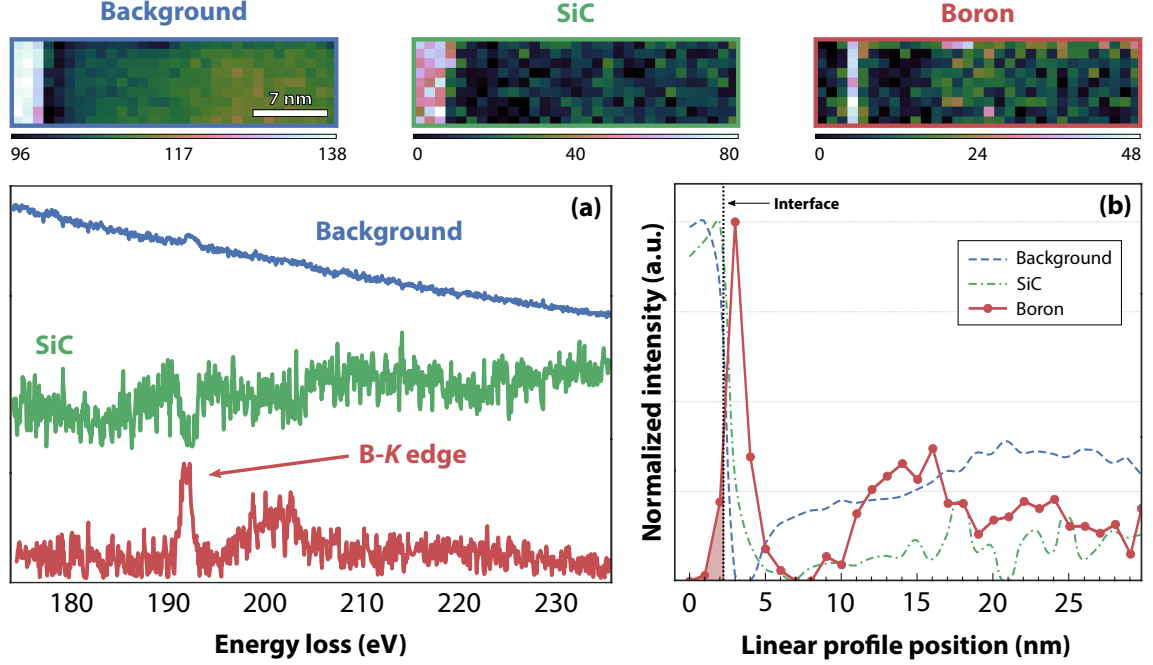 Background SiC Boron
7 nm
96 117 138 0 40 80 0 24 48
(a)
Background
SiC
B-K edge
180 190 200 210 220 230
Energy loss (eV)
(b)
Interface
Background
SiC
Boron
Normalized intensity (a.u.)
0 5 10 15 20 25
Linear profile position (nm)